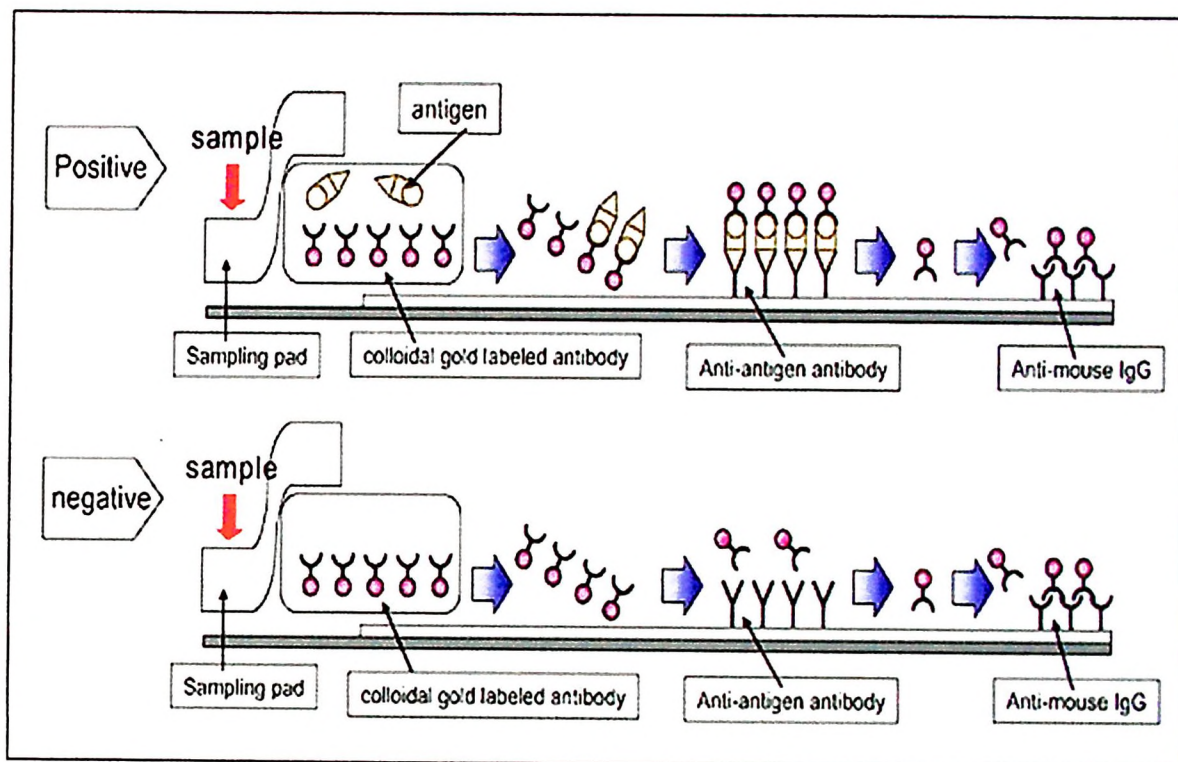 antigen
sample
Positive
Sampling pad
colloidal gold labeled antibody
Anti-antigen antibody
Anti-mouse IgG
sample
negative
Sampling pad
colloidal gold labeled antibody
Anti-antigen antibody
Anti-mouse IgG